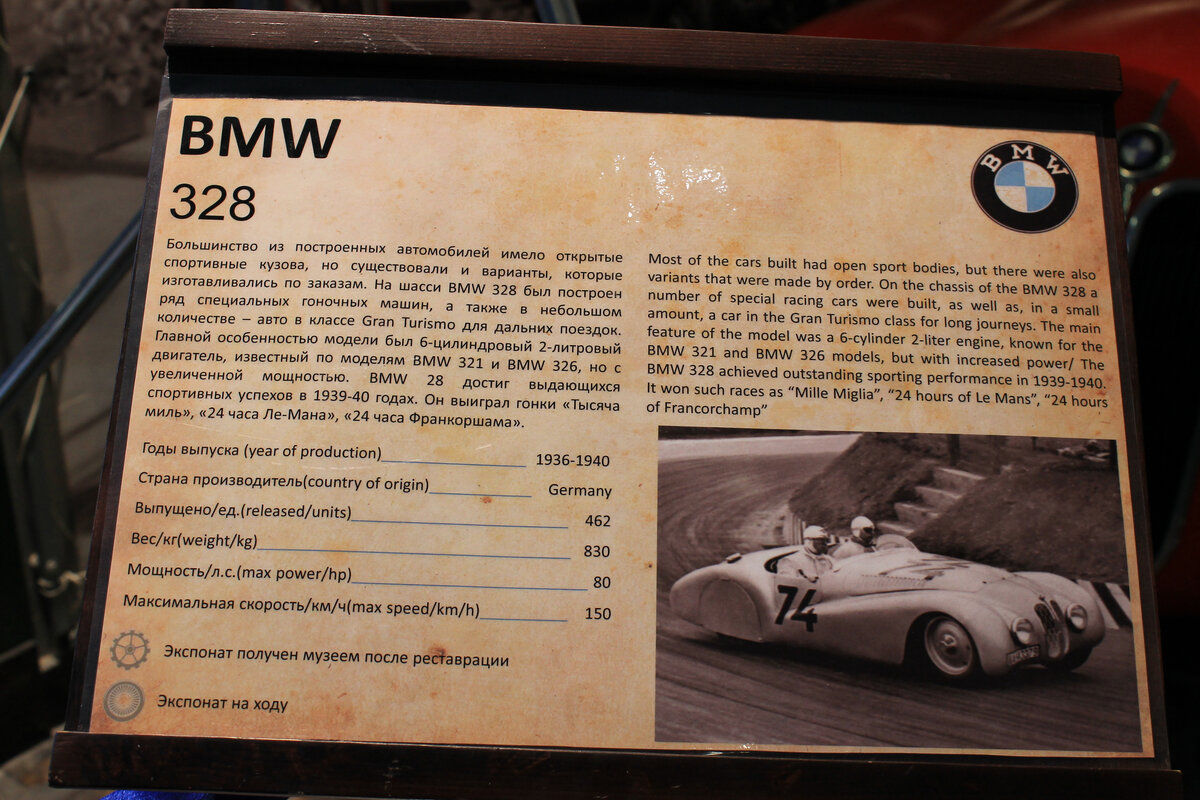 BMW
328
BMW
Большинство из построенных автомобилей имело открытые
спортивные кузова, но существовали и варианты, которые
изготавливались по заказам. На шасси BMW 328 был построен
ряд специальных гоночных машин, а также в небольшом
количестве – авто в классе Gran Turismo для дальних поездок.
Главной особенностью модели был 6-цилиндровый 2-литровый
двигатель, известный по моделям BMW 321 и BMW 326, но с
увеличенной мощностью. BMW 28 достиг выдающихся
спортивных успехов в 1939-40 годах. Он выиграл гонки «Тысяча
миль», «24 часа Ле-Мана», «24 часа Франкоршама».
Most of the cars built had open sport bodies, but there were also
variants that were made by order. On the chassis of the BMW 328 a
number of special racing cars were built, as well as, in a small
amount, a car in the Gran Turismo class for long journeys. The main
feature of the model was a 6-cylinder 2-liter engine, known for the
BMW 321 and BMW 326 models, but with increased power/ The
BMW 328 achieved outstanding sporting performance in 1939-1940.
It won such races as “Mille Miglia”, “24 hours of Le Mans”, “24 hours
of Francorchamp”
Годы выпуска (year of production) 1936-1940
Страна производитель(country of origin) Germany
Выпущено/ед.(released/units) 462
Вес/кг(weight/kg) 830
Мощность/л.с.(max power/hp) 80
Максимальная скорость/км/ч(max speed/km/h) 150
Экспонат получен музеем после реставрации
Экспонат на ходу
74